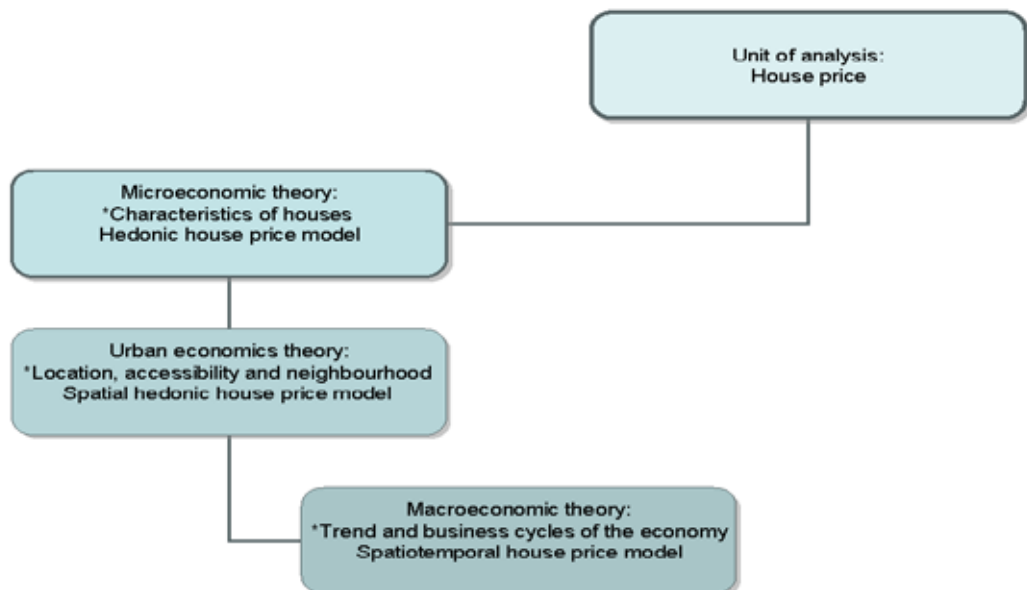 Unit of analysis:
House price
Microeconomic theory:
*Characteristics of houses
Hedonic house price model
Urban economics theory:
*Location, accessibility and neighbourhood
Spatial hedonic house price model
Macroeconomic theory:
*Trend and business cycles of the economy
Spatiotemporal house price model